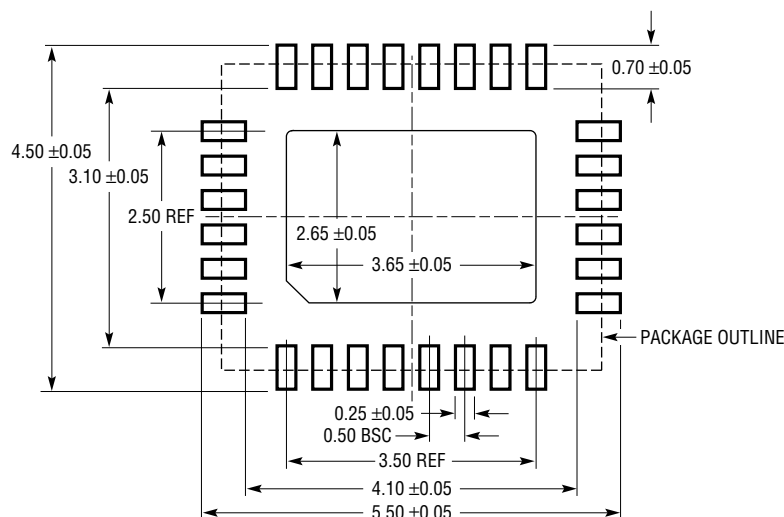 0.70 ±0.05
4.50 ±0.05
3.10 ±0.05
2.50 REF
2.65 ±0.05
3.65 ±0.05
PACKAGE OUTLINE
0.25 ±0.05
0.50 BSC
3.50 REF
4.10 ±0.05
5.50 ±0.05